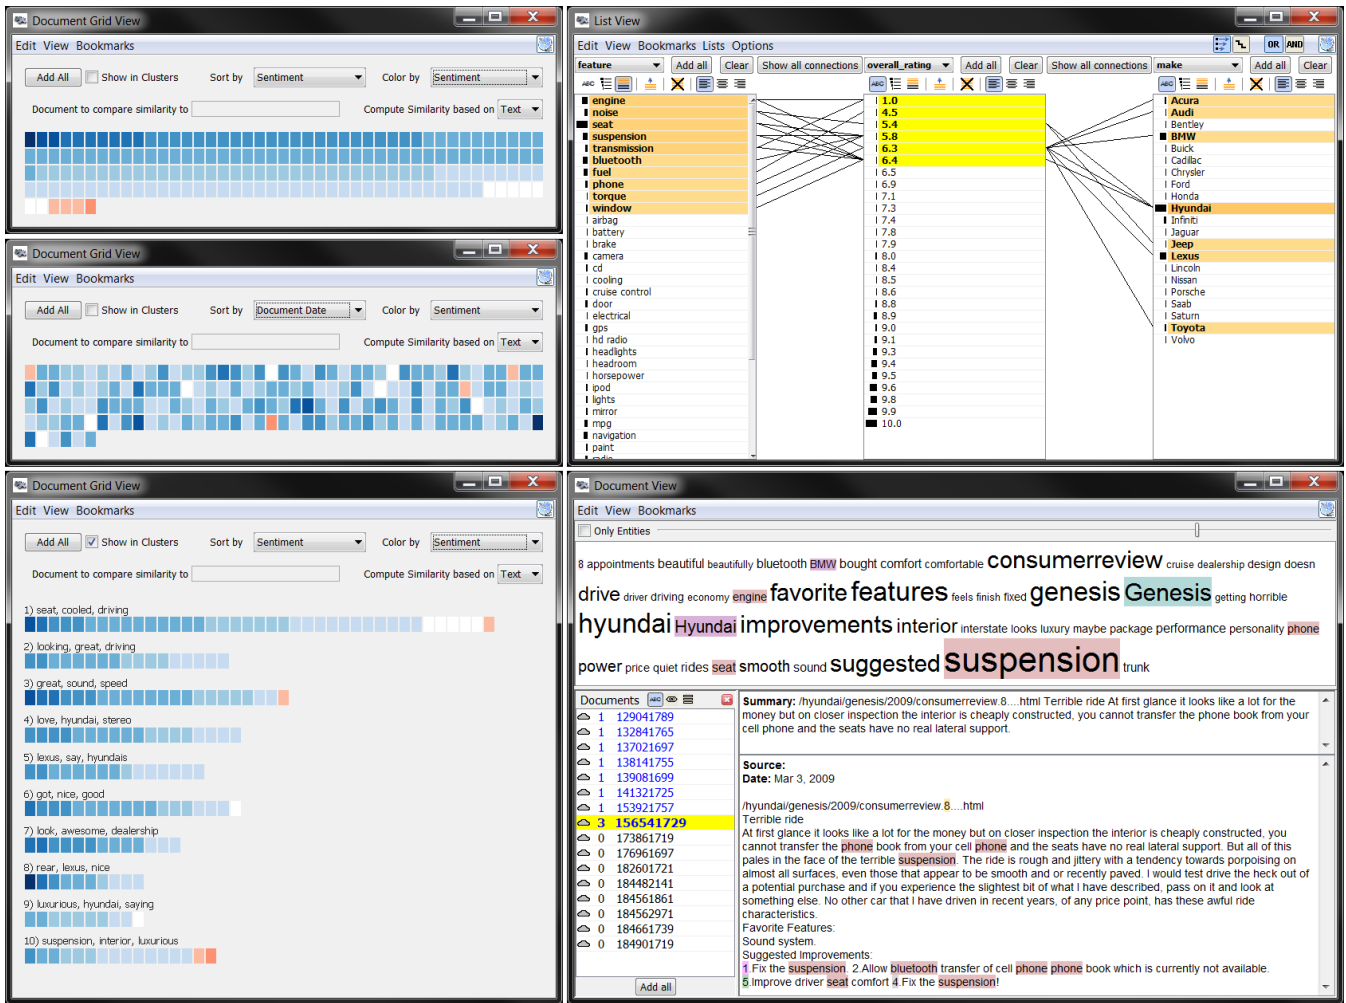 Document Grid View
Edit View Bookmarks
Add All Show in Clusters Sort by Sentiment Color by Sentiment
Document to compare similarity to Compute Similarity based on Text
Document Grid View
Edit View Bookmarks
Add All Show in Clusters Sort by Document Date Color by Sentiment
Document to compare similarity to Compute Similarity based on Text
Document Grid View
Edit View Bookmarks
Add All Show in Clusters Sort by Sentiment Color by Sentiment
Document to compare similarity to Compute Similarity based on Text
1) seat, cooled, driving
2) looking, great, driving
3) great, sound, speed
4) love, hyundai, stereo
5) lexus, say, hyundais
6) got, nice, good
7) look, awesome, dealership
8) rear, lexus, nice
9) luxurious, hyundai, saying
10) suspension, interior, luxurious
List View
Edit View Bookmarks Lists Options OR AND
feature Add all Clear Show all connections overall_rating Add all Clear Show all connections make Add all Clear
ABC ABC ABC
engine
noise
seat
suspension
transmission
bluetooth
fuel
phone
torque
window
airbag
battery
brake
camera
cd
cooling
cruise control
door
electrical
gps
hd radio
headlights
headroom
horsepower
ipod
lights
mirror
mpg
navigation
paint
radio
1.0
4.5
5.4
5.8
6.3
6.4
6.5
6.9
7.1
7.3
7.4
7.8
7.9
8.0
8.4
8.5
8.6
8.8
8.9
9.0
9.1
9.3
9.4
9.5
9.6
9.8
9.9
10.0
Acura
Audi
Bentley
BMW
Buick
Cadillac
Chrysler
Ford
Honda
Hyundai
Infiniti
Jaguar
Jeep
Lexus
Lincoln
Nissan
Porsche
Saab
Saturn
Toyota
Volvo
Document View
Edit View Bookmarks
Only Entities
8 appointments beautiful beautifully bluetooth BMW bought comfort comfortable consumerreview cruise dealership design doesn
drive driver driving economy engine favorite features feels finish fixed genesis Genesis getting horrible
hyundai Hyundai improvements interior interstate looks luxury maybe package performance personality phone
power price quiet rides seat smooth sound suggested suspension trunk
Documents ABC
1 129041789
1 132841765
1 137021697
1 138141755
1 139081699
1 141321725
1 153921757
3 156541729
0 173861719
0 176961697
0 182601721
0 184482141
0 184561861
0 184562971
0 184661739
0 184901719
Add all
Summary: /hyundai/genesis/2009/consumerreview.8....html Terrible ride At first glance it looks like a lot for the
money but on closer inspection the interior is cheaply constructed, you cannot transfer the phone book from your
cell phone and the seats have no real lateral support.
Source:
Date: Mar 3, 2009
/hyundai/genesis/2009/consumerreview.8....html
Terrible ride
At first glance it looks like a lot for the money but on closer inspection the interior is cheaply constructed, you
cannot transfer the phone book from your cell phone and the seats have no real lateral support. But all of this
pales in the face of the terrible suspension. The ride is rough and jittery with a tendency towards porpoising on
almost all surfaces, even those that appear to be smooth and or recently paved. I would test drive the heck out of
a potential purchase and if you experience the slightest bit of what I have described, pass on it and look at
something else. No other car that I have driven in recent years, of any price point, has these awful ride
characteristics.
Favorite Features:
Sound system.
Suggested Improvements:
1.Fix the suspension. 2.Allow bluetooth transfer of cell phone phone book which is currently not available.
5.Improve driver seat comfort 4.Fix the suspension!